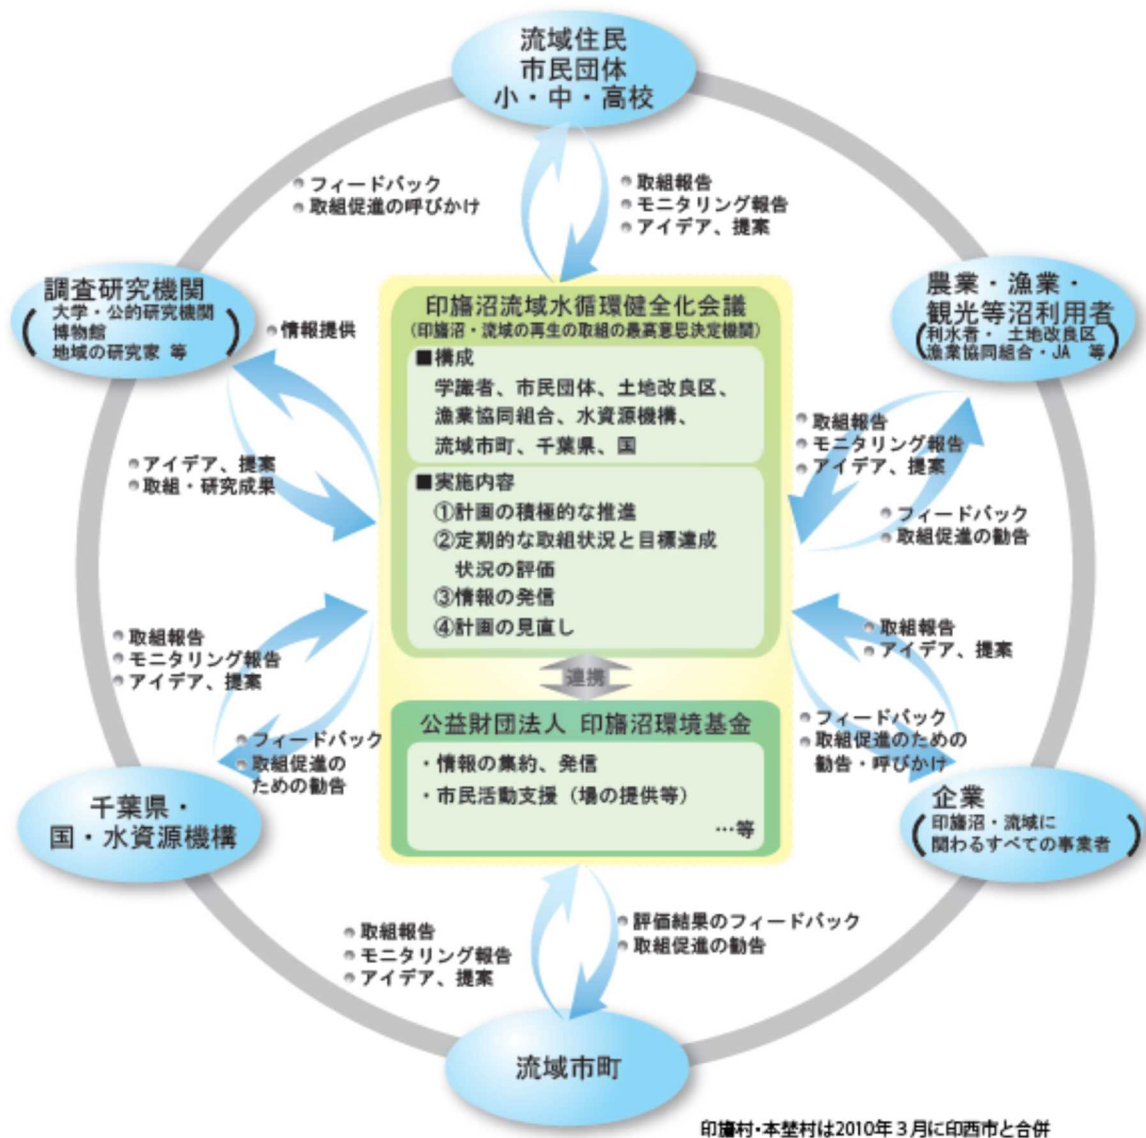 流域住民
市民団体
小・中・高校
フィードバック
取組促進の呼びかけ
取組報告
モニタリング報告
アイデア、提案
調査研究機関
大学・公的研究機関
博物館
地域の研究家 等
情報提供
アイデア、提案
取組・研究成果
農業・漁業・
観光等沼利用者
利水者・ 土地改良区
漁業協同組合・JA 等
取組報告
モニタリング報告
アイデア、提案
フィードバック
取組促進の勧告
印旛沼流域水循環健全化会議
(印旛沼・流域の再生の取組の最高意思決定機関)
■構成
学識者、市民団体、土地改良区、
漁業協同組合、水資源機構、
流域市町、千葉県、国
■実施内容
①計画の積極的な推進
②定期的な取組状況と目標達成
状況の評価
③情報の発信
④計画の見直し
連携
公益財団法人 印旛沼環境基金
・情報の集約、発信
・市民活動支援(場の提供等)
…等
取組報告
モニタリング報告
アイデア、提案
フィードバック
取組促進の
ための勧告
千葉県・
国・水資源機構
取組報告
アイデア、提案
フィードバック
取組促進のための
勧告・呼びかけ
企業
印旛沼・流域に
関わるすべての事業者
取組報告
モニタリング報告
アイデア、提案
評価結果のフィードバック
取組促進の勧告
流域市町
印旛村・本埜村は2010年3月に印西市と合併